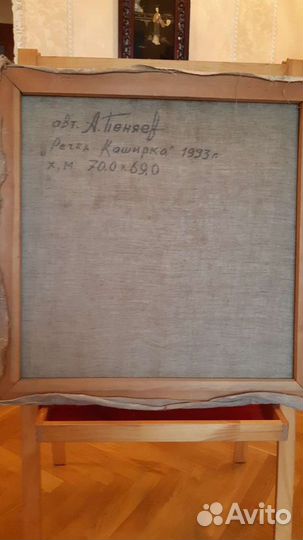 авт. А. Пеняев
"Речка Каширка" 1993 г.
х, м 70,0 × 69,0
Avito